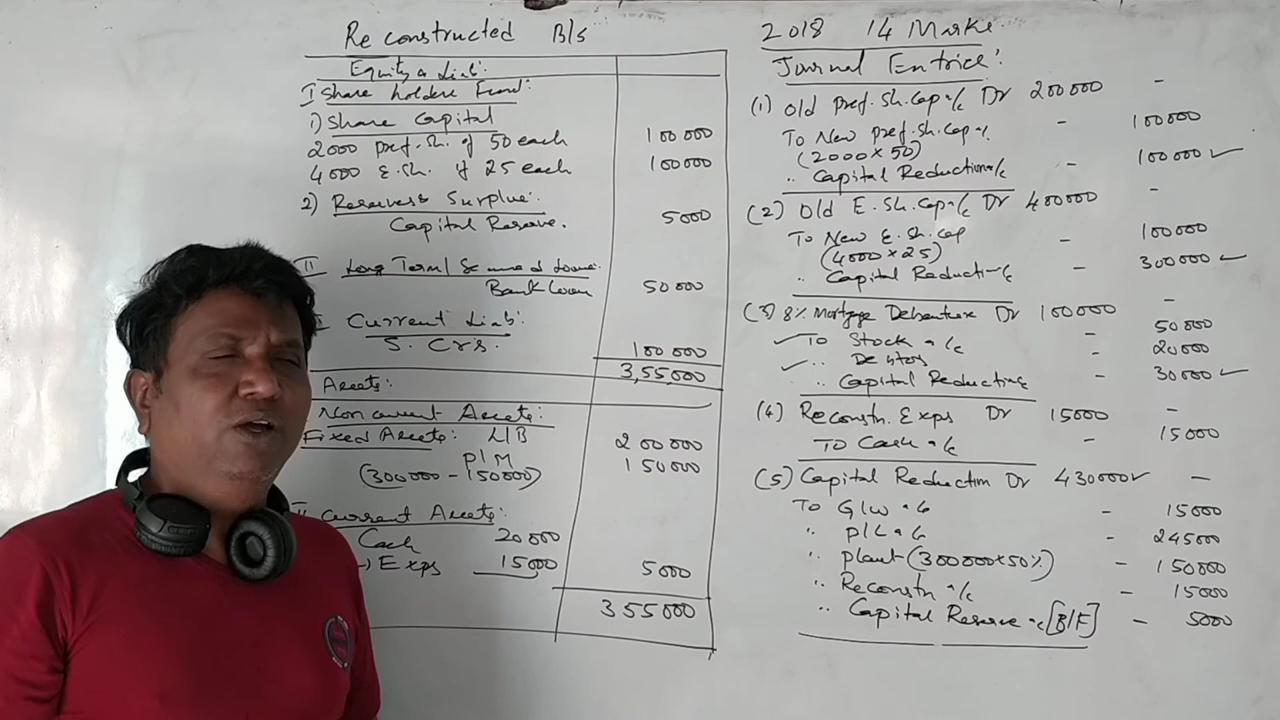 Reconstructed B/s
Equity & Liab:
I Share holders Fund:
1) Share Capital
2000 pref. sh. of 50 each 100000
4000 E. sh. of 25 each 100000
2) Reserves Surplus:
Capital Reserve. 5000
II Long Term / Secured Loans:
Bank Loan 50000
Current Liab:
S. Crs. 100000
3,55,000
Assets:
Non current Assets:
Fixed Assets: L/B 200000
P/M 150000
(300000 - 150000)
Current Assets:
Cash 20000
Exps 15000 5000
355000
2018 14 Marks
Journal Entries:
(1) Old pref. sh. Cap a/c Dr 200000 -
To New pref. sh. Cap a/c - 100000
(2000 x 50)
" Capital Reduction a/c - 100000 ✓
(2) Old E. Sh. Cap a/c Dr 400000 -
To New E. sh. Cap - 100000
(4000 x 25)
" Capital Reduction a/c - 300000 ✓
(3) 8% Mortgage Debenture Dr 100000 -
✓ To Stock a/c - 50000
✓ " Debtors - 20000
" Capital Reduction a/c - 30000 ✓
(4) Reconstn. Exps Dr 15000 -
To Cash a/c - 15000
(5) Capital Reduction Dr 430000 ✓ -
To G/w a/c - 15000
" P/L a/c - 245000
" plant (300000x50%) - 150000
" Reconstn a/c - 15000
" Capital Reserve a/c [B/F] - 5000